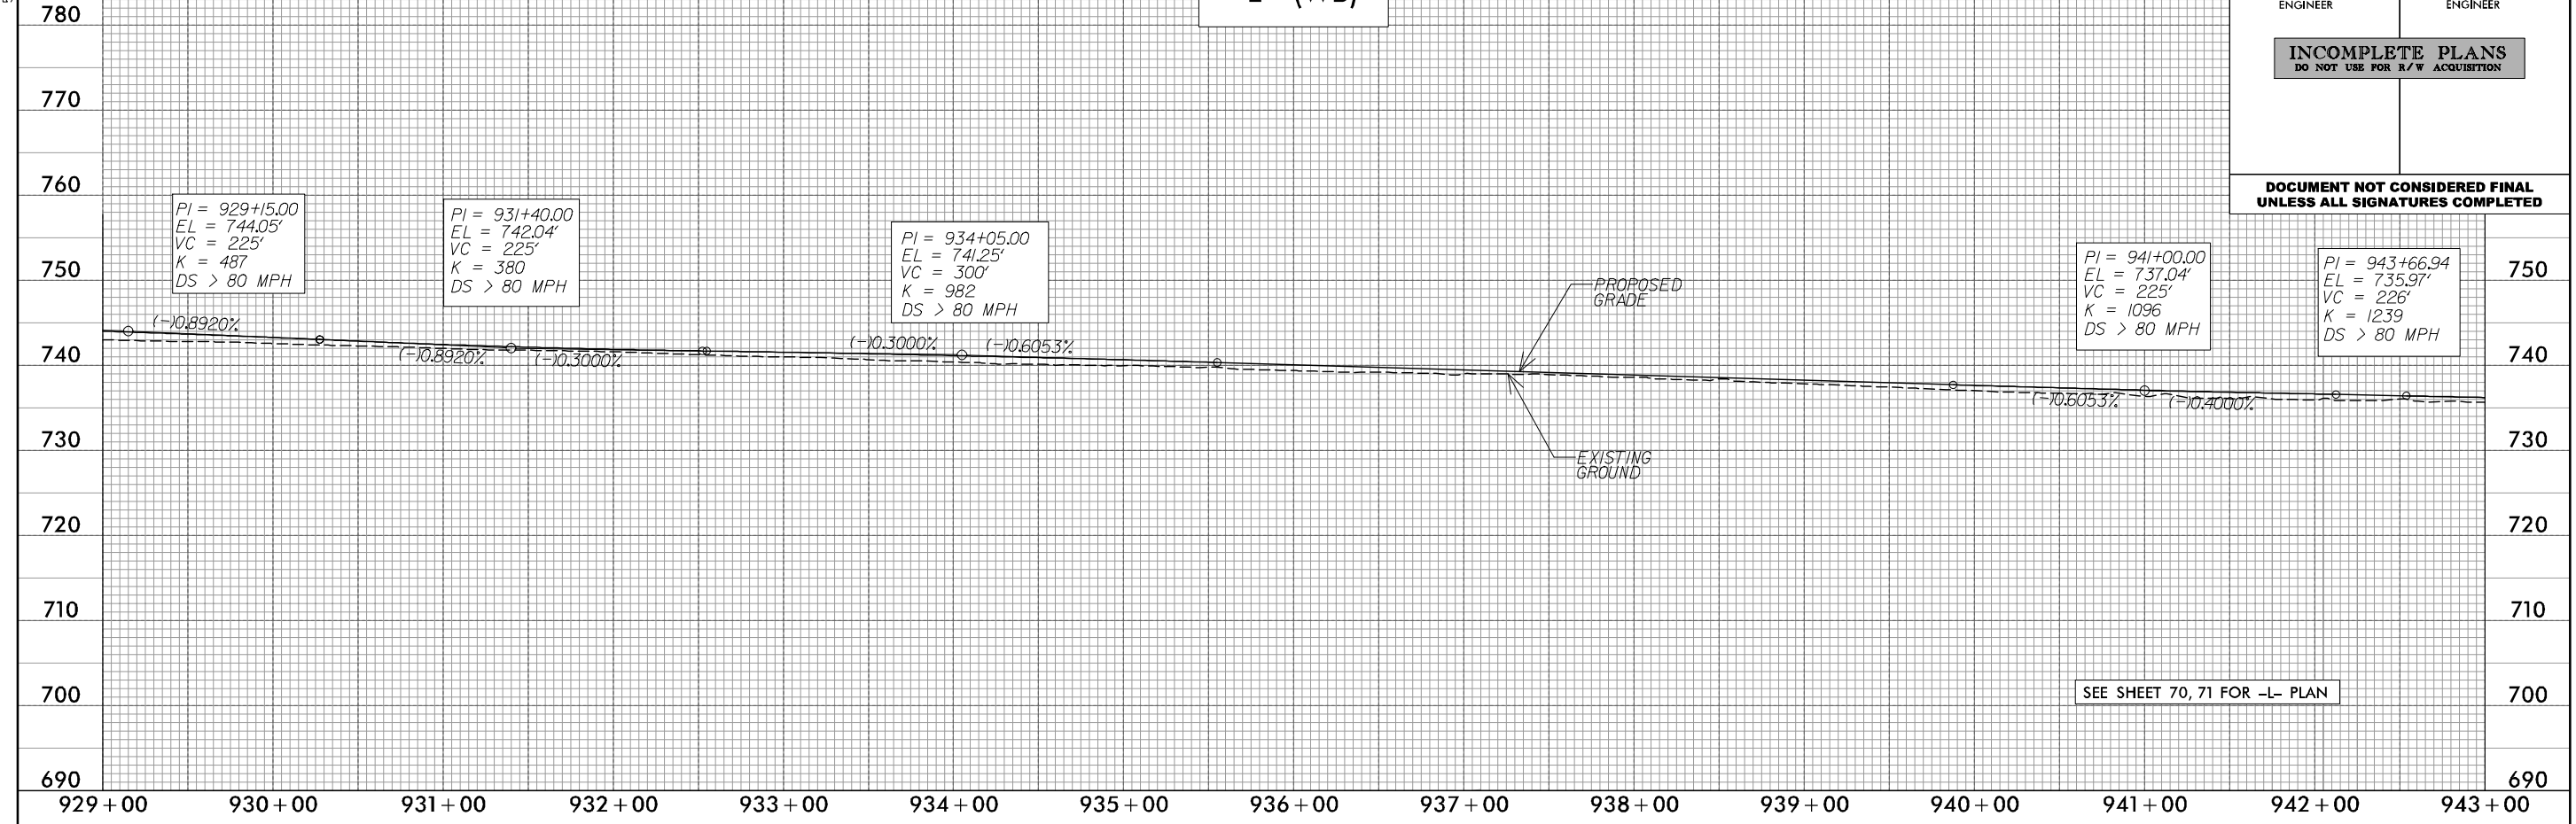 ENGINEER
ENGINEER
INCOMPLETE PLANS
DO NOT USE FOR R/W ACQUISITION
DOCUMENT NOT CONSIDERED FINAL
UNLESS ALL SIGNATURES COMPLETED
780
770
760
750
740
730
720
710
700
690
PI = 929+15.00
EL = 744.05'
VC = 225'
K = 487
DS > 80 MPH
PI = 931+40.00
EL = 742.04'
VC = 225'
K = 380
DS > 80 MPH
PI = 934+05.00
EL = 741.25'
VC = 300'
K = 982
DS > 80 MPH
PI = 941+00.00
EL = 737.04'
VC = 225'
K = 1096
DS > 80 MPH
PI = 943+66.94
EL = 735.97'
VC = 226'
K = 1239
DS > 80 MPH
PROPOSED
GRADE
(-)0.8920%
(-)0.8920%
(-)0.3000%
(-)0.3000%
(-)0.6053%
(-)0.6053%
(-)0.4000%
EXISTING
GROUND
750
740
730
720
710
700
690
SEE SHEET 70, 71 FOR -L- PLAN
929+00
930+00
931+00
932+00
933+00
934+00
935+00
936+00
937+00
938+00
939+00
940+00
941+00
942+00
943+00